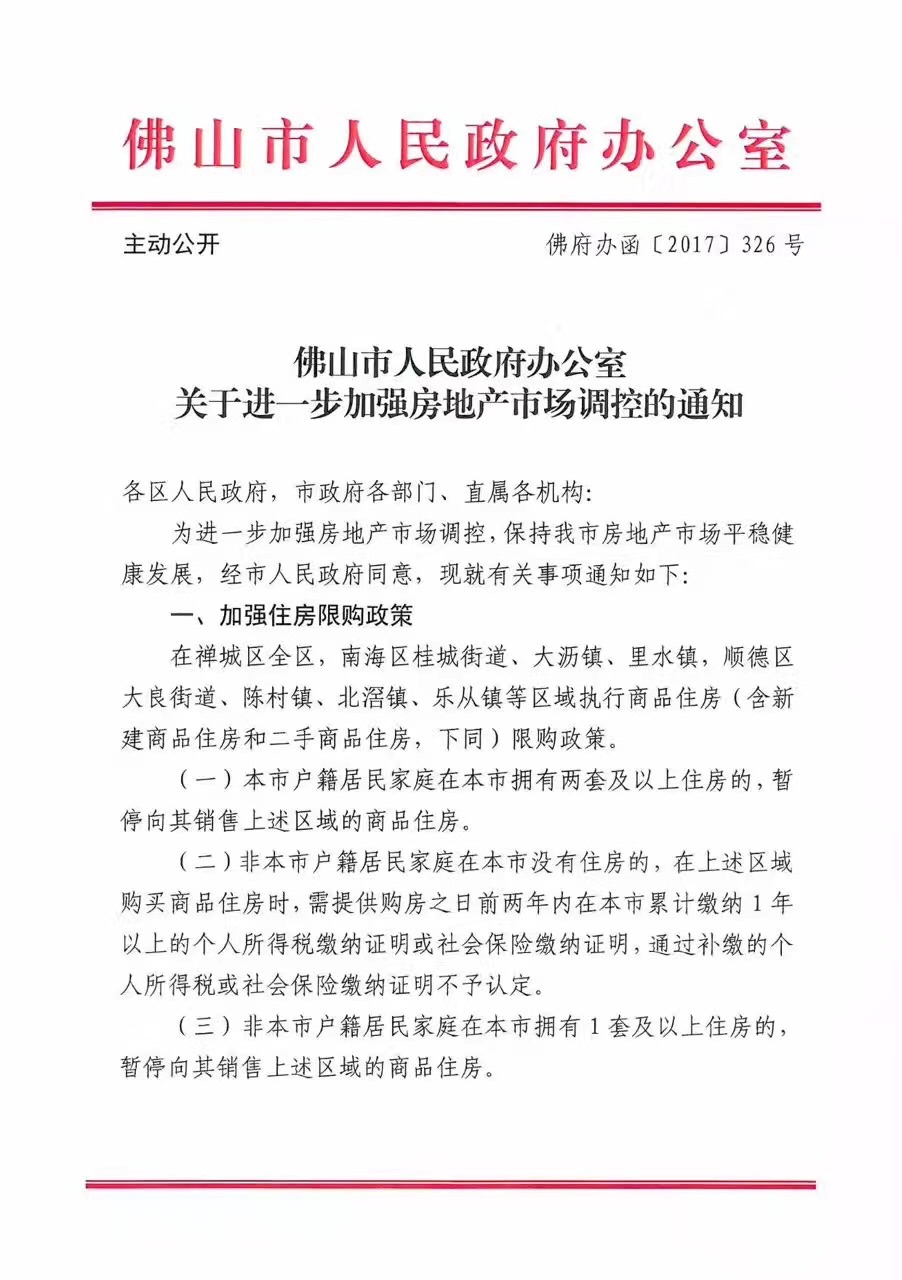 佛山市人民政府办公室
主动公开
佛府办函〔2017〕326号
佛山市人民政府办公室
关于进一步加强房地产市场调控的通知
各区人民政府，市政府各部门、直属各机构：
为进一步加强房地产市场调控，保持我市房地产市场平稳健
康发展，经市人民政府同意，现就有关事项通知如下：
一、加强住房限购政策
在禅城区全区，南海区桂城街道、大沥镇、里水镇，顺德区
大良街道、陈村镇、北滘镇、乐从镇等区域执行商品住房（含新
建商品住房和二手商品住房，下同）限购政策。
（一）本市户籍居民家庭在本市拥有两套及以上住房的，暂
停向其销售上述区域的商品住房。
（二）非本市户籍居民家庭在本市没有住房的，在上述区域
购买商品住房时，需提供购房之日前两年内在本市累计缴纳1年
以上的个人所得税缴纳证明或社会保险缴纳证明，通过补缴的个
人所得税或社会保险缴纳证明不予认定。
（三）非本市户籍居民家庭在本市拥有1套及以上住房的，
暂停向其销售上述区域的商品住房。